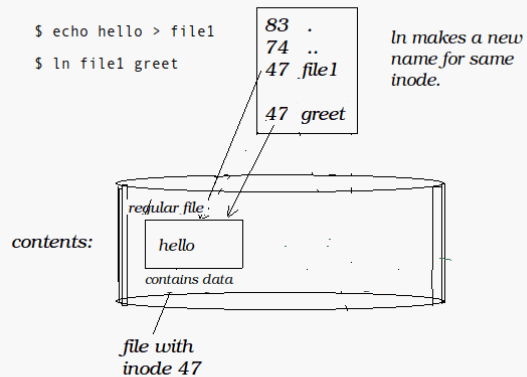 $ echo hello > file1
$ ln file1 greet
83 .
74 ..
47 file1
47 greet
ln makes a new
name for same
inode.
regular file
contents:
hello
contains data
file with
inode 47